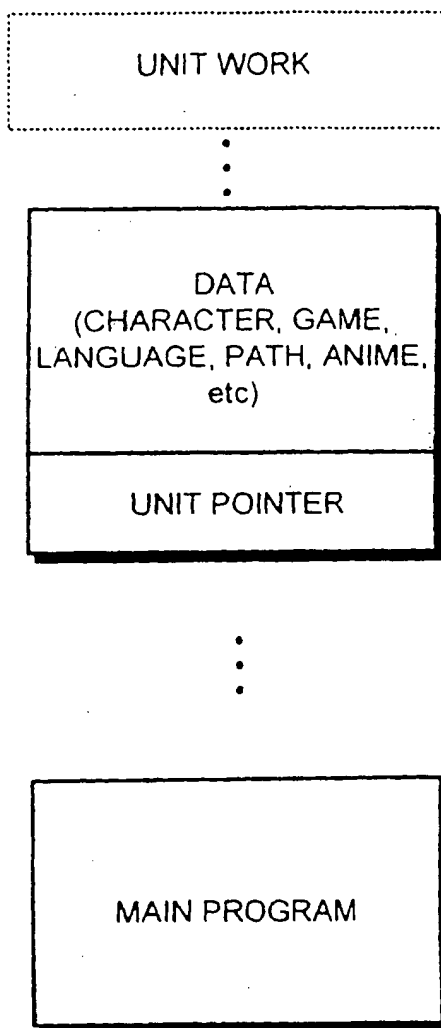 UNIT WORK
DATA
(CHARACTER, GAME,
LANGUAGE, PATH, ANIME,
etc)
UNIT POINTER
MAIN PROGRAM